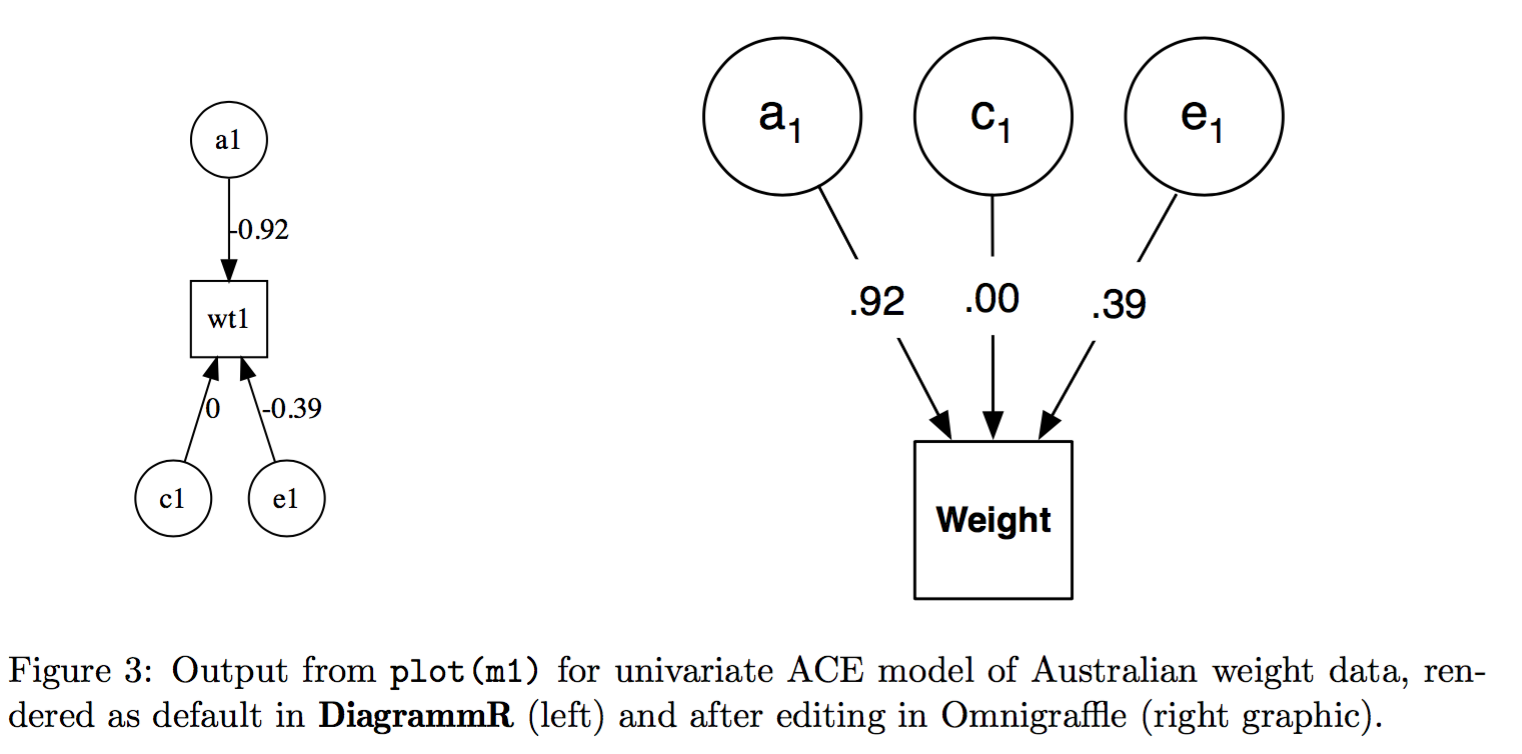 a1
-0.92
wt1
0
-0.39
c1
e1
a1
c1
e1
.92
.00
.39
Weight
Figure 3: Output from plot(m1) for univariate ACE model of Australian weight data, ren-
dered as default in DiagrammR (left) and after editing in Omnigraffle (right graphic).